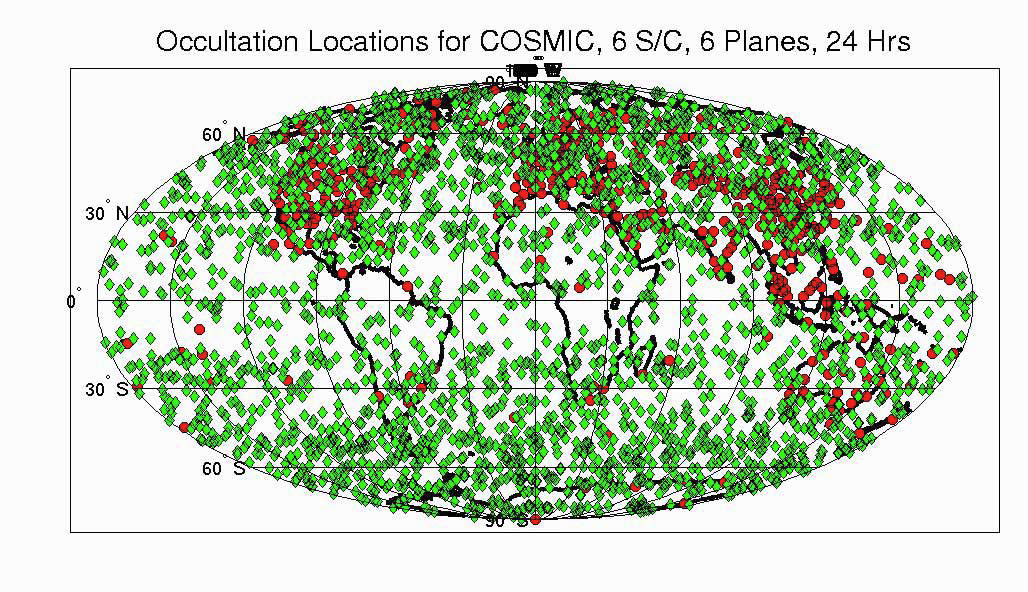 Occultation Locations for COSMIC, 6 S/C, 6 Planes, 24 Hrs
90° N
60° N
30° N
0°
30° S
60° S
90° S